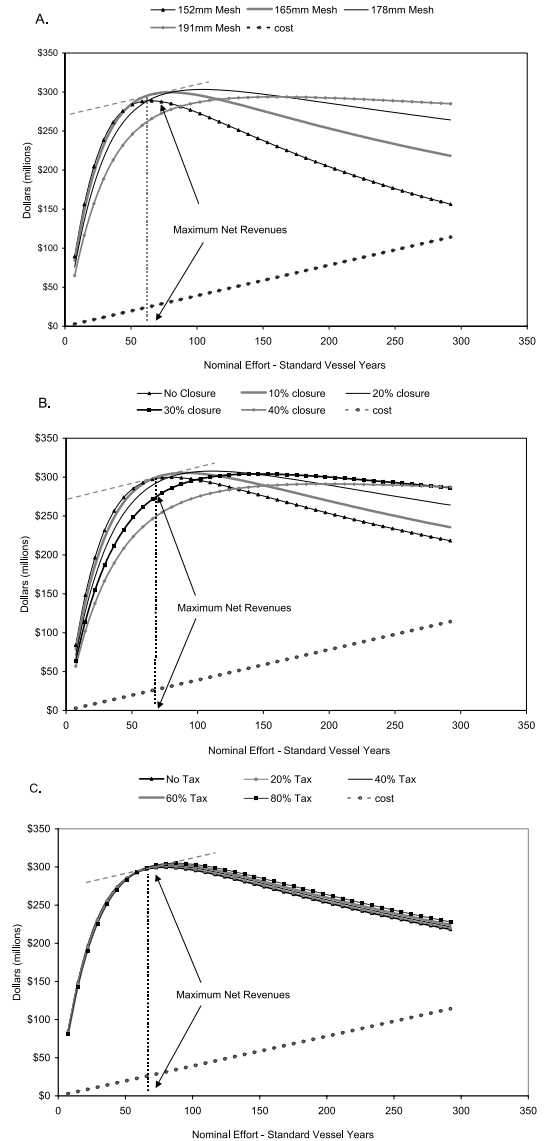 A.
152mm Mesh 165mm Mesh 178mm Mesh
191mm Mesh cost
$350
$300
$250
$200
$150
$100
$50
$0
Dollars (millions)
Maximum Net Revenues
0 50 100 150 200 250 300 350
Nominal Effort - Standard Vessel Years
B.
No Closure 10% closure 20% closure
30% closure 40% closure cost
$350
$300
$250
$200
$150
$100
$50
$0
Dollars (millions)
Maximum Net Revenues
0 50 100 150 200 250 300 350
Nominal Effort - Standard Vessel Years
C.
No Tax 20% Tax 40% Tax
60% Tax 80% Tax cost
$350
$300
$250
$200
$150
$100
$50
$0
Dollars (millions)
Maximum Net Revenues
0 50 100 150 200 250 300 350
Nominal Effort - Standard Vessel Years